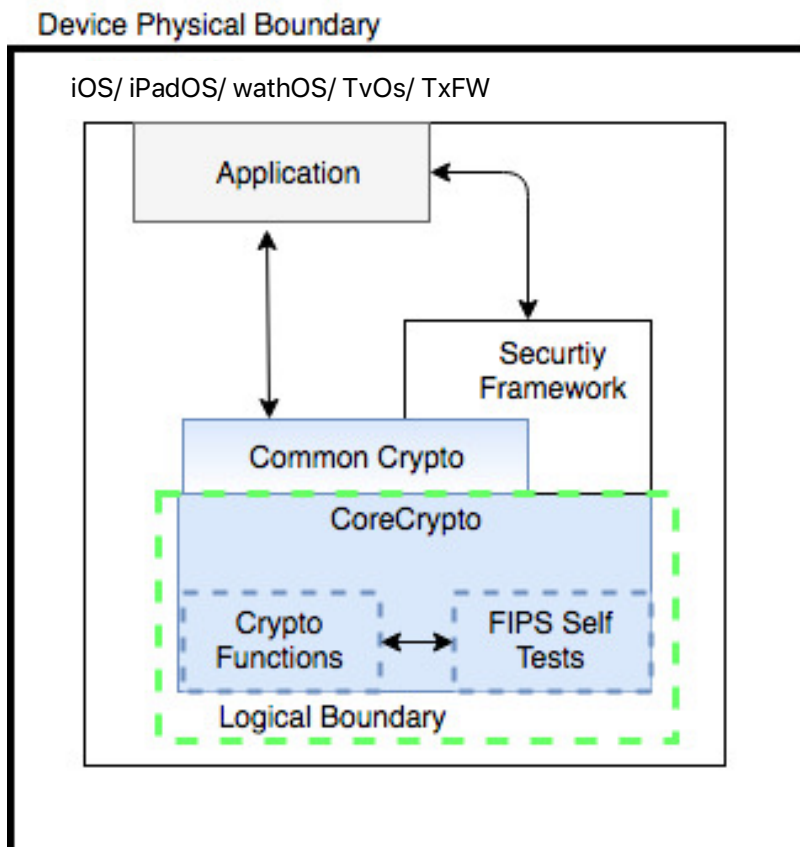 Device Physical Boundary
iOS/ iPadOS/ wathOS/ TvOs/ TxFW
Application
Securtiy
Framework
Common Crypto
CoreCrypto
Crypto
Functions
FIPS Self
Tests
Logical Boundary